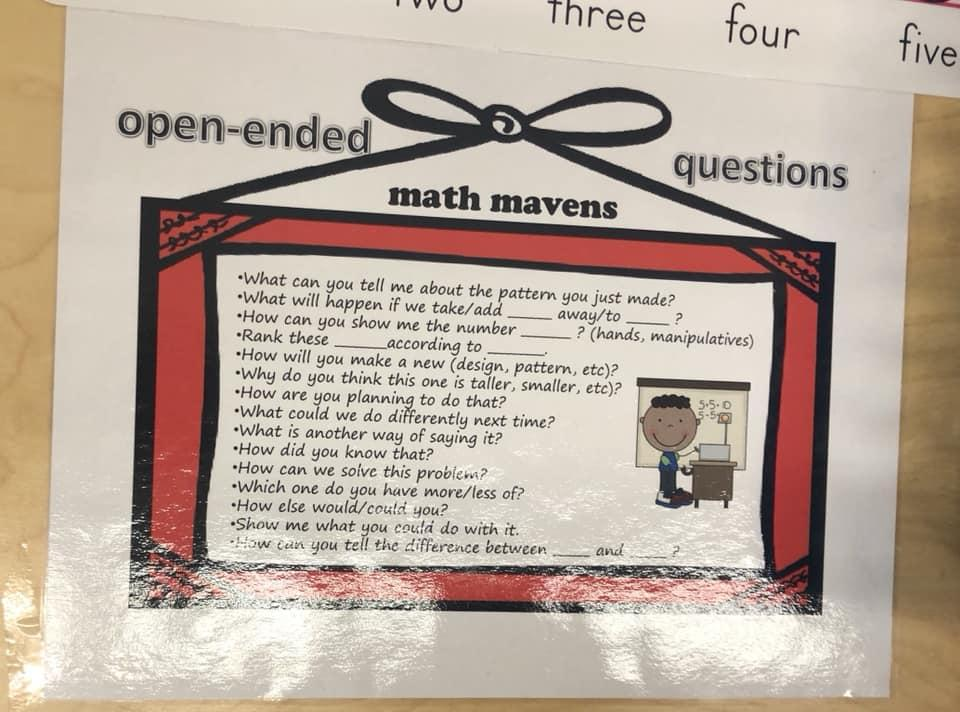 two three four five
open-ended questions
math mavens
•What can you tell me about the pattern you just made?
•What will happen if we take/add _____ away/to _____ ?
•How can you show me the number _____ ? (hands, manipulatives)
•Rank these _____according to _____.
•How will you make a new (design, pattern, etc)?
•Why do you think this one is taller, smaller, etc)?
•How are you planning to do that?
•What could we do differently next time?
•What is another way of saying it?
•How did you know that?
•How can we solve this problem?
•Which one do you have more/less of?
•How else would/could you?
•Show me what you could do with it.
•How can you tell the difference between _____ and _____ ?